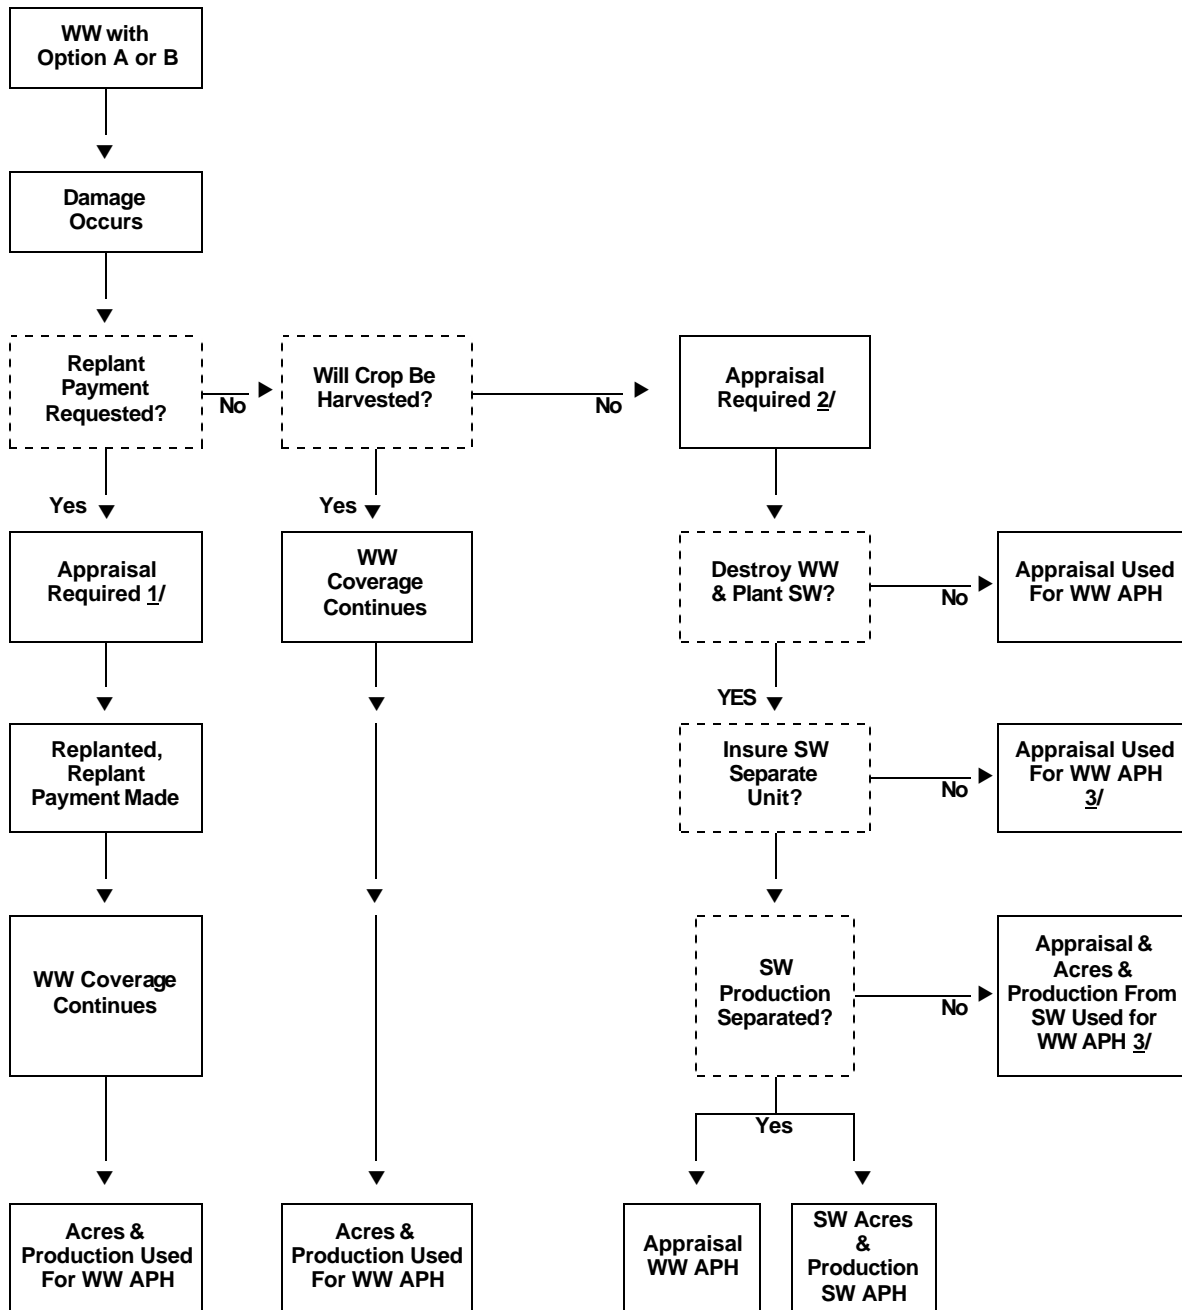 WW with
Option A or B
Damage
Occurs
Replant
Payment
Requested?
No
Will Crop Be
Harvested?
No
Appraisal
Required 2/
Yes
Yes
Appraisal
Required 1/
WW
Coverage
Continues
Destroy WW
& Plant SW?
No
Appraisal Used
For WW APH
YES
Replanted,
Replant
Payment Made
Insure SW
Separate
Unit?
No
Appraisal Used
For WW APH
3/
WW Coverage
Continues
SW
Production
Separated?
No
Appraisal &
Acres &
Production From
SW Used for
WW APH 3/
Yes
Acres &
Production Used
For WW APH
Acres &
Production Used
For WW APH
Appraisal
WW APH
SW Acres
&
Production
SW APH